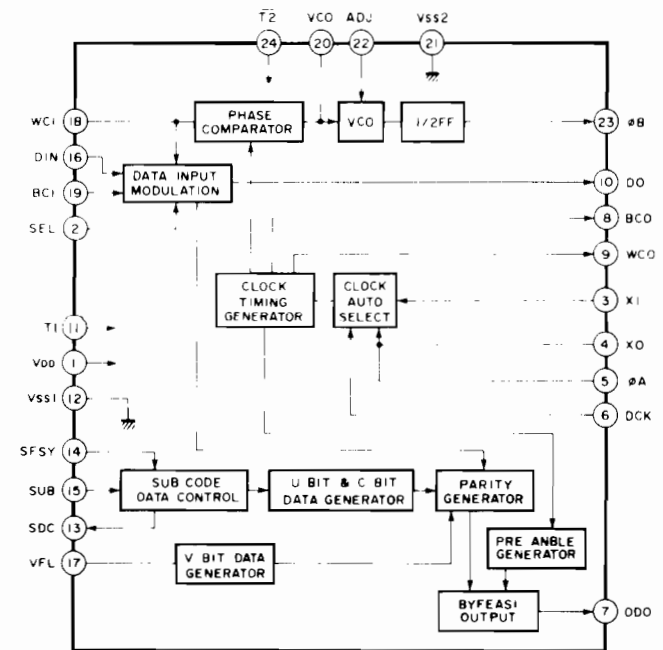 T2 VCO ADJ Vss2
24 20 22 21
WCI 18
PHASE
COMPARATOR
VCO
1/2FF
23 ØB
DIN 16
DATA INPUT
MODULATION
10 DO
BCI 19
8 BCO
SEL 2
9 WCO
CLOCK
TIMING
GENERATOR
CLOCK
AUTO
SELECT
3 XI
TI 11
4 XO
VDD 1
5 ØA
VSS1 12
6 DCK
SFSY 14
SUB 15
SUB CODE
DATA CONTROL
U BIT & C BIT
DATA GENERATOR
PARITY
GENERATOR
SDC 13
PRE ANBLE
GENERATOR
VFL 17
V BIT DATA
GENERATOR
BYFEASI
OUTPUT
7 DDO